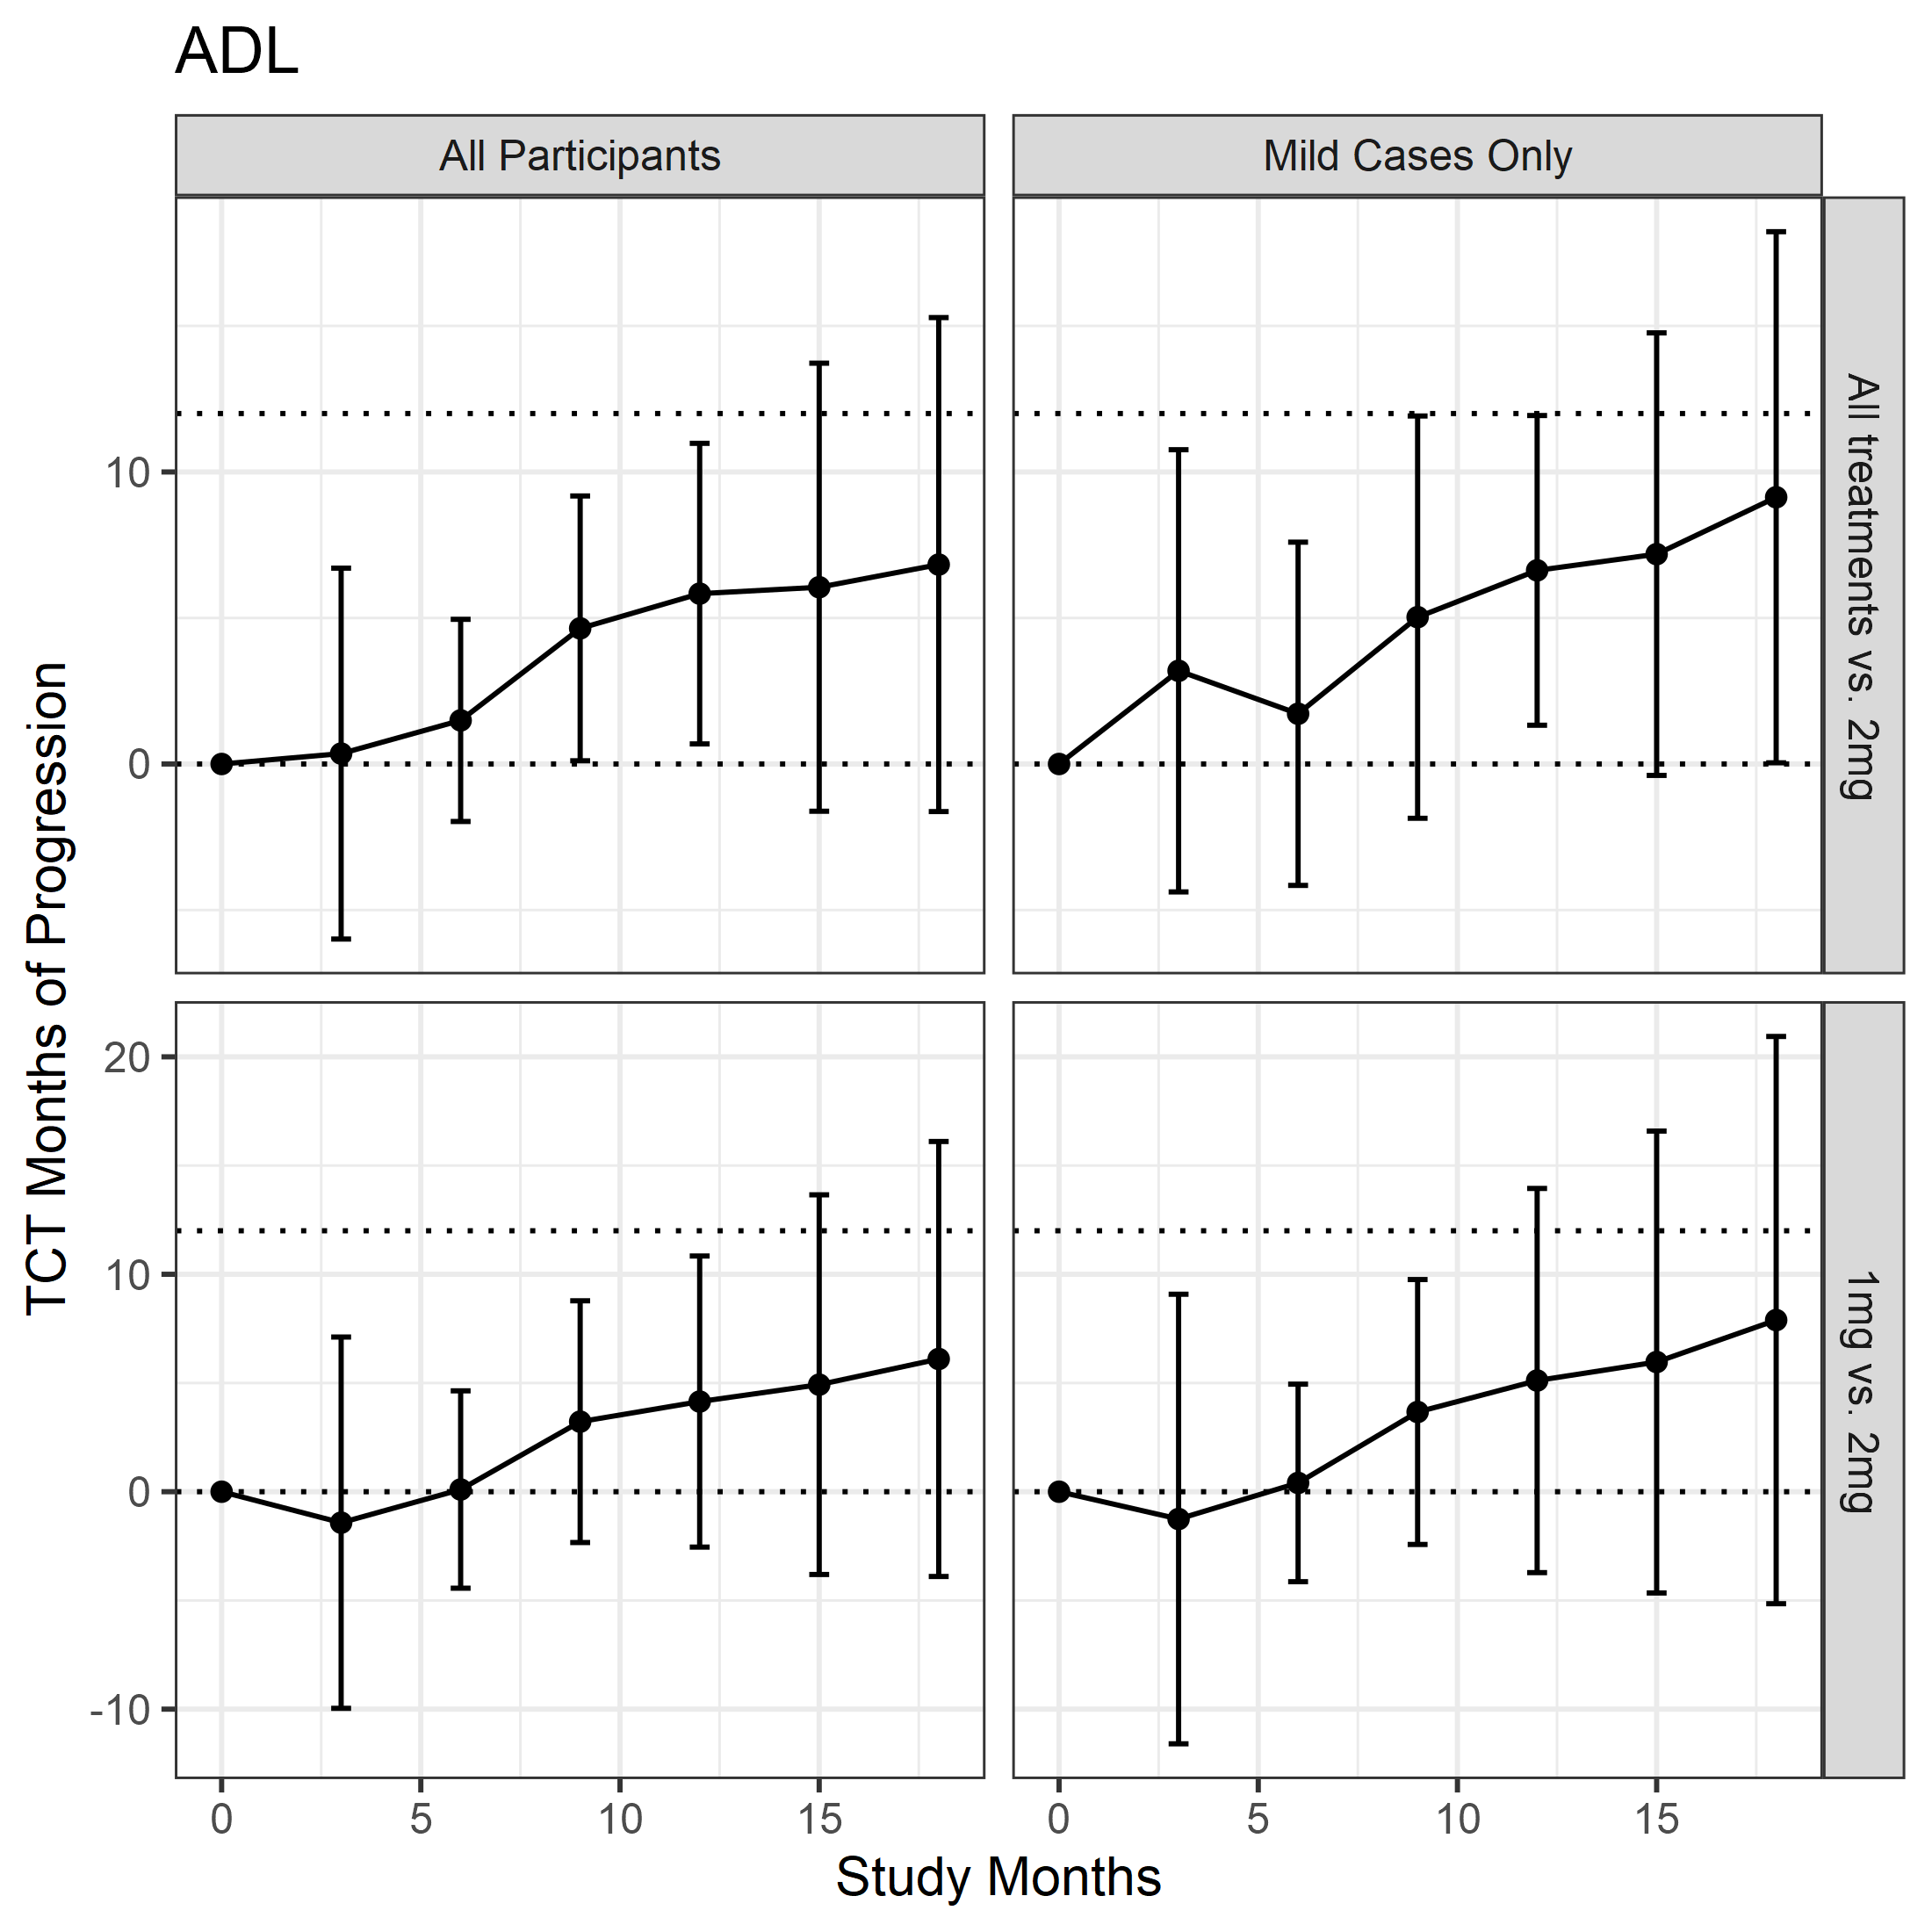 ADL
All Participants
Mild Cases Only
10
0
All treatments vs. 2mg
20
10
0
-10
1mg vs. 2mg
TCT Months of Progression
0 5 10 15
0 5 10 15
Study Months